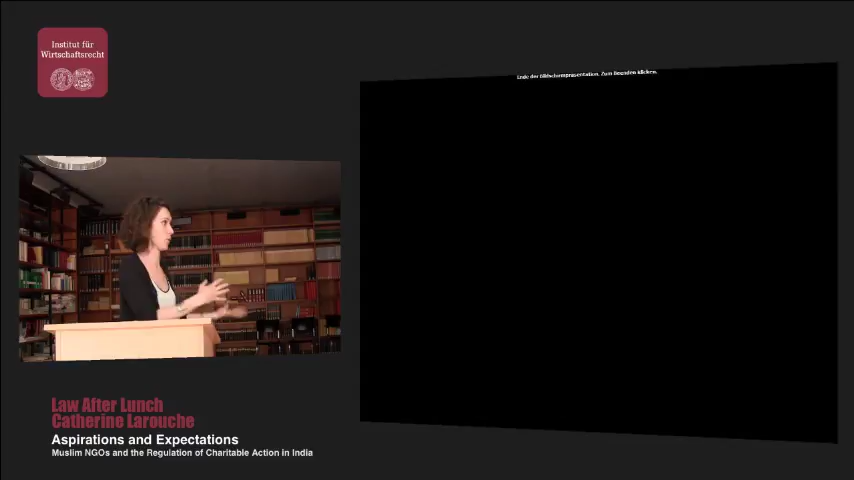 Institut für
Wirtschaftsrecht
Ende der Bildschirmpräsentation. Zum Beenden klicken.
Law After Lunch
Catherine Larouche
Aspirations and Expectations
Muslim NGOs and the Regulation of Charitable Action in India